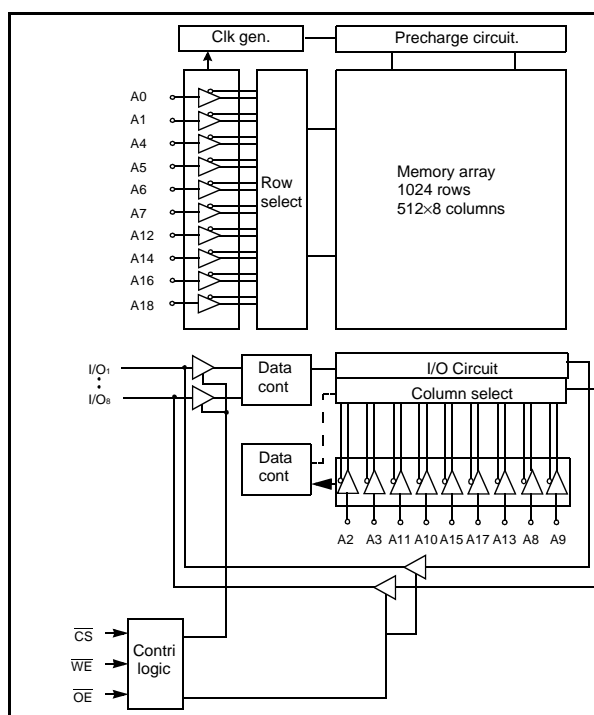 Clk gen.
Precharge circuit.
A0
A1
A4
A5
A6
A7
A12
A14
A16
A18
Row
select
Memory array
1024 rows
512×8 columns
I/O1
I/O8
Data
cont
I/O Circuit
Column select
Data
cont
A2 A3 A11 A10 A15 A17 A13 A8 A9
CS
WE
OE
Contri
logic